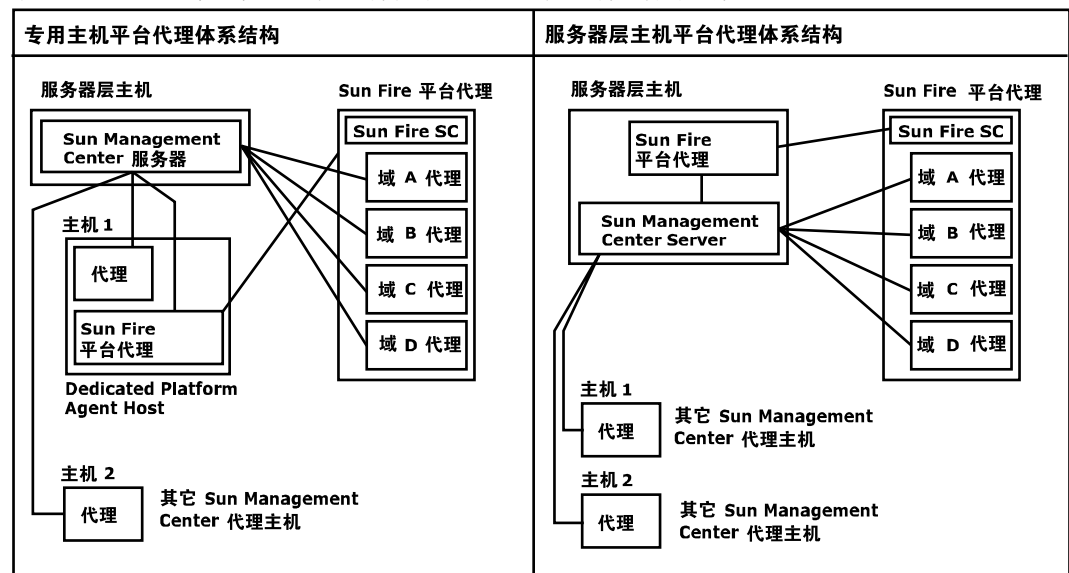 专用主机平台代理体系结构
服务器层主机
Sun Management
Center 服务器
主机 1
代理
Sun Fire
平台代理
Dedicated Platform
Agent Host
主机 2
代理
其它 Sun Management
Center 代理主机
Sun Fire 平台代理
Sun Fire SC
域 A 代理
域 B 代理
域 C 代理
域 D 代理
服务器层主机平台代理体系结构
服务器层主机
Sun Fire
平台代理
Sun Management
Center Server
主机 1
代理
其它 Sun Management
Center 代理主机
主机 2
代理
其它 Sun Management
Center 代理主机
Sun Fire 平台代理
Sun Fire SC
域 A 代理
域 B 代理
域 C 代理
域 D 代理